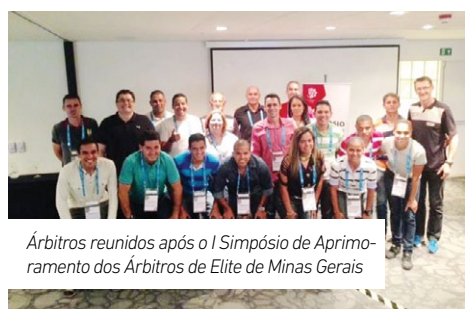 Árbitros reunidos após o I Simpósio de Aprimo-
ramento dos Árbitros de Elite de Minas Gerais